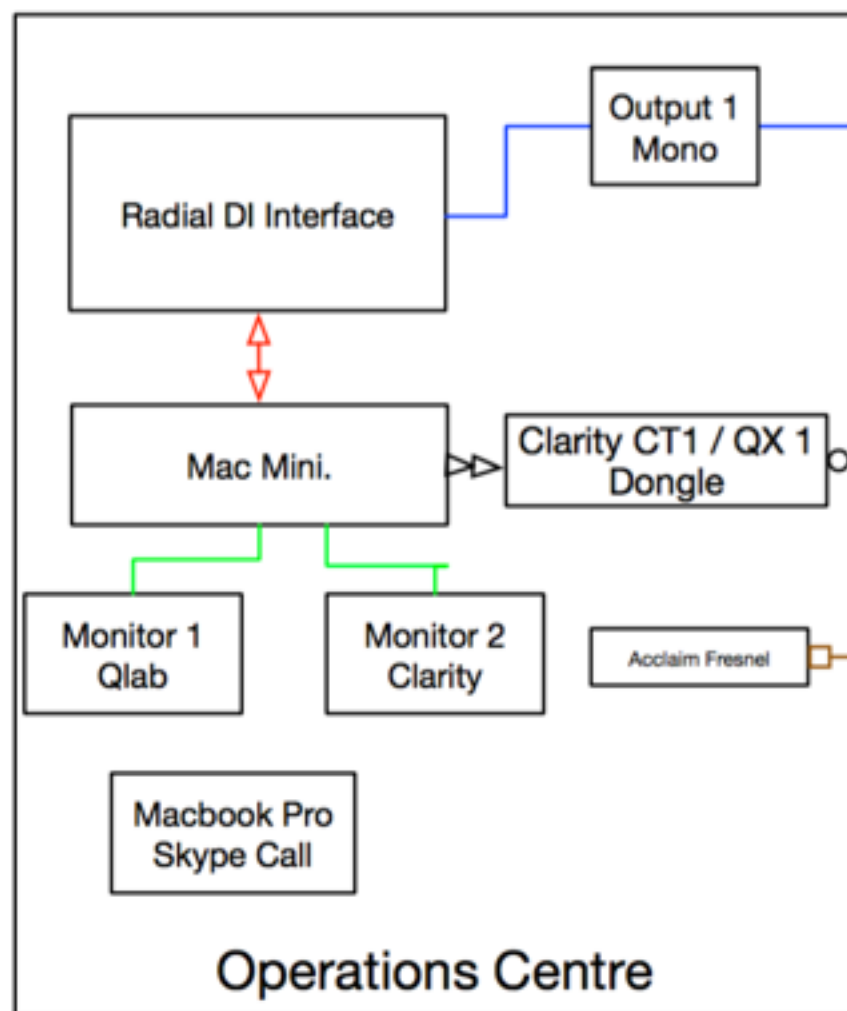 Output 1
Mono
Radial DI Interface
Mac Mini.
Clarity CT1 / QX 1
Dongle
Monitor 1
Qlab
Monitor 2
Clarity
Acclaim Fresnel
Macbook Pro
Skype Call
Operations Centre